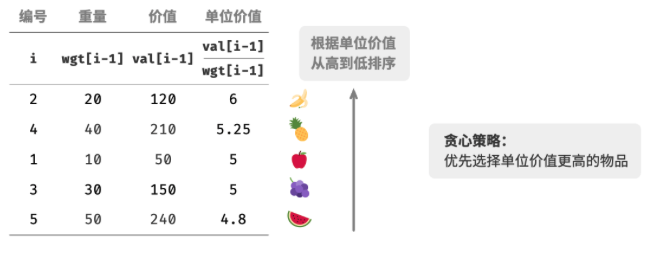 编号 重量 价值 单位价值
i wgt[i-1] val[i-1] val[i-1]
wgt[i-1]
2 20 120 6
4 40 210 5.25
1 10 50 5
3 30 150 5
5 50 240 4.8
根据单位价值
从高到低排序
贪心策略：
优先选择单位价值更高的物品